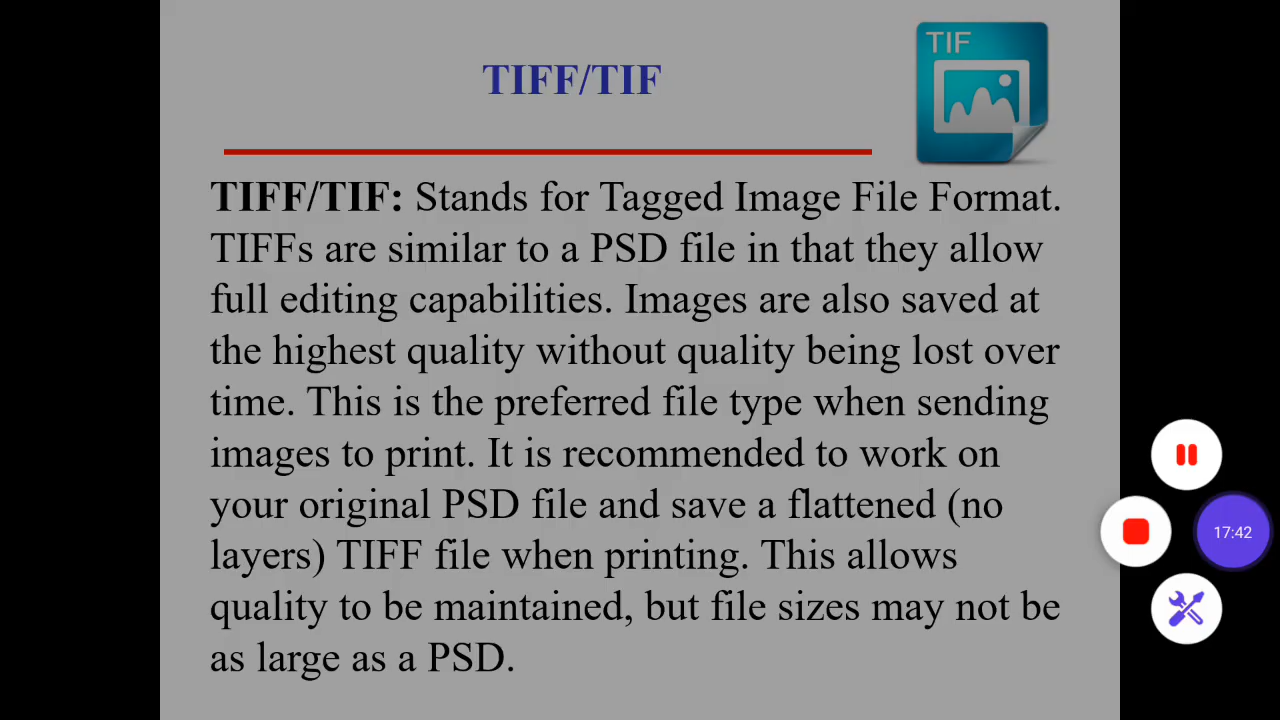 TIF
TIFF/TIF
TIFF/TIF: Stands for Tagged Image File Format.
TIFFs are similar to a PSD file in that they allow
full editing capabilities. Images are also saved at
the highest quality without quality being lost over
time. This is the preferred file type when sending
images to print. It is recommended to work on
your original PSD file and save a flattened (no
layers) TIFF file when printing. This allows
quality to be maintained, but file sizes may not be
as large as a PSD.
17:42